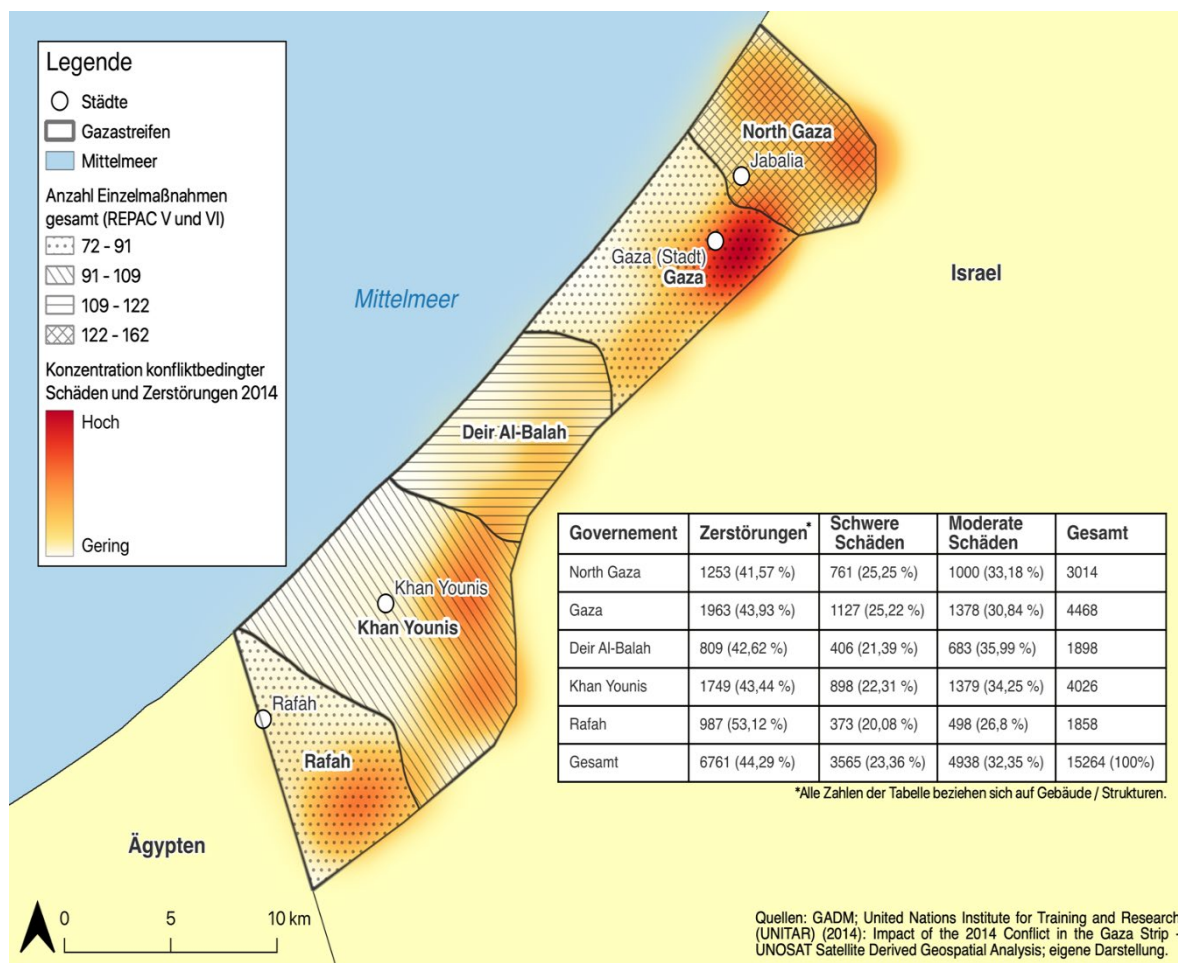 Legende
Städte
Gazastreifen
Mittelmeer
Anzahl Einzelmaßnahmen
gesamt (REPAC V und VI)
72 - 91
91 - 109
109 - 122
122 - 162
Konzentration konfliktbedingter
Schäden und Zerstörungen 2014
Hoch
Gering
North Gaza
Jabalia
Gaza (Stadt)
Gaza
Israel
Mittelmeer
Deir Al-Balah
Khan Younis
Khan Younis
Rafah
Rafah
Ägypten
0 5 10 km
Governement Zerstörungen* Schwere Schäden Moderate Schäden Gesamt
North Gaza 1253 (41,57 %) 761 (25,25 %) 1000 (33,18 %) 3014
Gaza 1963 (43,93 %) 1127 (25,22 %) 1378 (30,84 %) 4468
Deir Al-Balah 809 (42,62 %) 406 (21,39 %) 683 (35,99 %) 1898
Khan Younis 1749 (43,44 %) 898 (22,31 %) 1379 (34,25 %) 4026
Rafah 987 (53,12 %) 373 (20,08 %) 498 (26,8 %) 1858
Gesamt 6761 (44,29 %) 3565 (23,36 %) 4938 (32,35 %) 15264 (100%)
*Alle Zahlen der Tabelle beziehen sich auf Gebäude / Strukturen.
Quellen: GADM; United Nations Institute for Training and Research
(UNITAR) (2014): Impact of the 2014 Conflict in the Gaza Strip -
UNOSAT Satellite Derived Geospatial Analysis; eigene Darstellung.